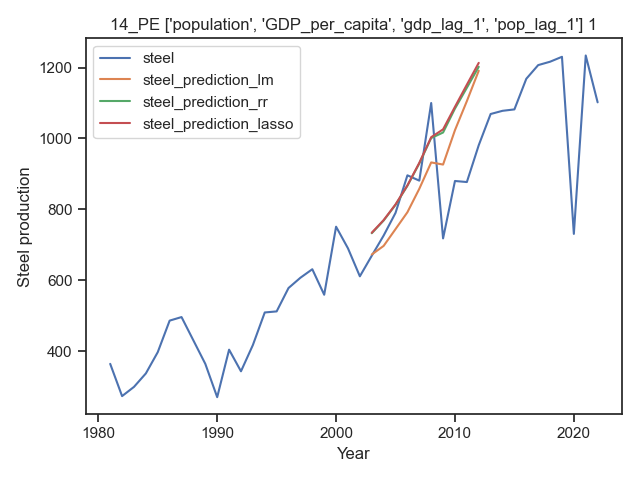 14_PE ['population', 'GDP_per_capita', 'gdp_lag_1', 'pop_lag_1'] 1
steel
steel_prediction_lm
steel_prediction_rr
steel_prediction_lasso
Steel production
1200
1000
800
600
400
1980
1990
2000
2010
2020
Year